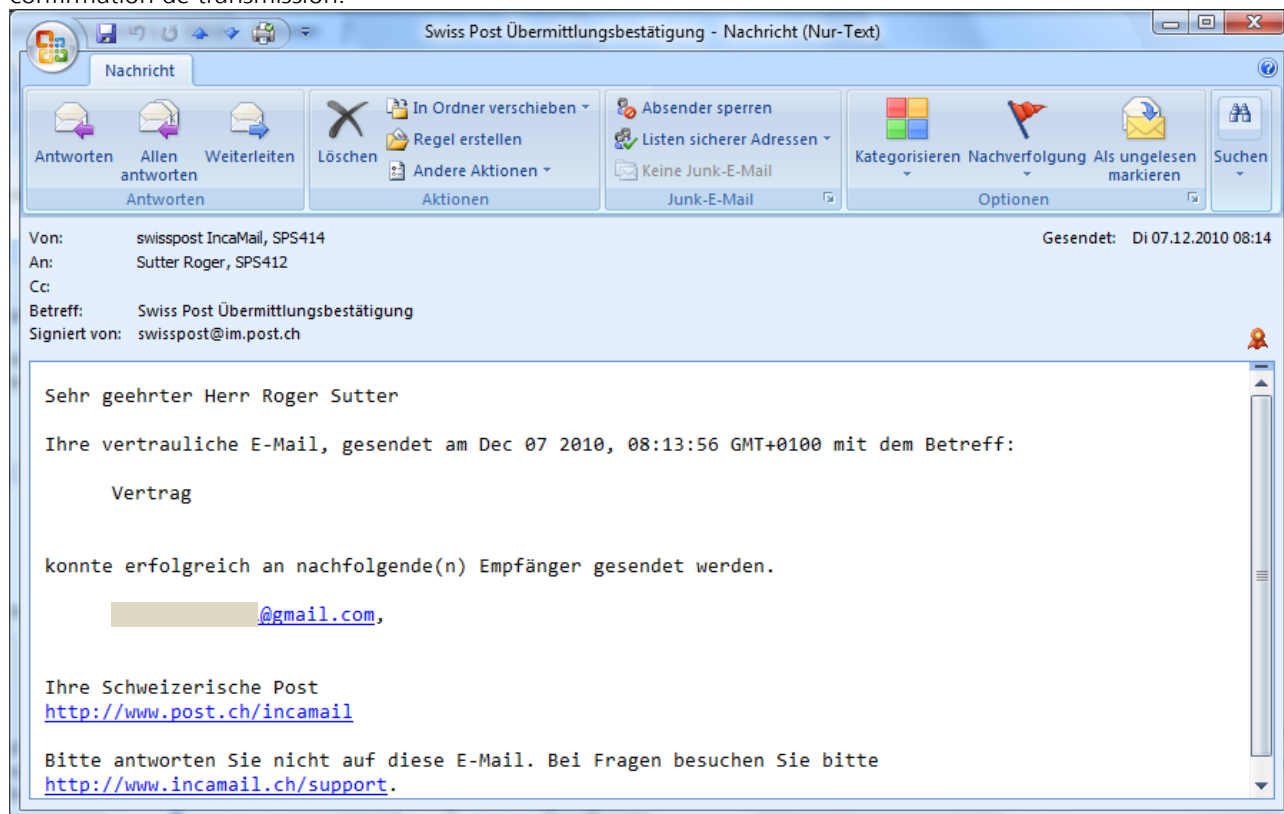 confirmation de transmission.
Swiss Post Übermittlungsbestätigung - Nachricht (Nur-Text)
Nachricht
Antworten
Allen antworten
Weiterleiten
Löschen
In Ordner verschieben
Regel erstellen
Andere Aktionen
Absender sperren
Listen sicherer Adressen
Keine Junk-E-Mail
Kategorisieren
Nachverfolgung
Als ungelesen markieren
Suchen
Antworten
Aktionen
Junk-E-Mail
Optionen
Von: swisspost IncaMail, SPS414
Gesendet: Di 07.12.2010 08:14
An: Sutter Roger, SPS412
Cc:
Betreff: Swiss Post Übermittlungsbestätigung
Signiert von: swisspost@im.post.ch
Sehr geehrter Herr Roger Sutter
Ihre vertrauliche E-Mail, gesendet am Dec 07 2010, 08:13:56 GMT+0100 mit dem Betreff:
Vertrag
konnte erfolgreich an nachfolgende(n) Empfänger gesendet werden.
@gmail.com,
Ihre Schweizerische Post
http://www.post.ch/incamail
Bitte antworten Sie nicht auf diese E-Mail. Bei Fragen besuchen Sie bitte
http://www.incamail.ch/support.